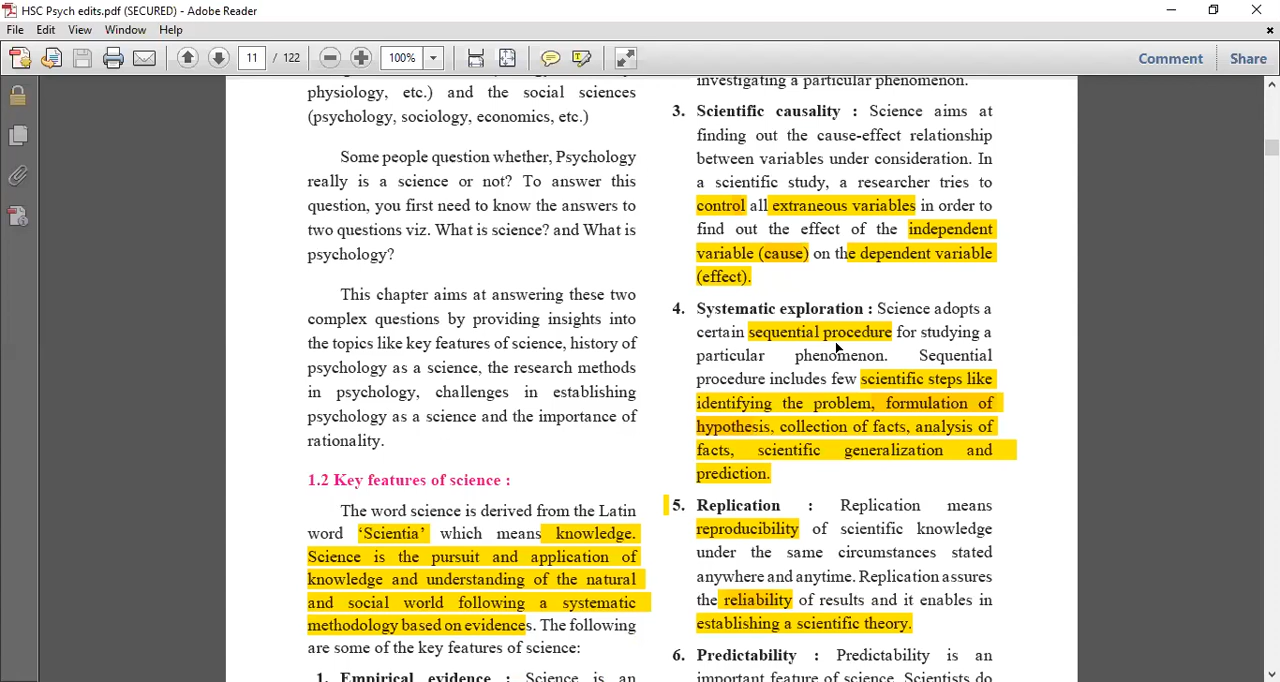 HSC Psych edits.pdf (SECURED) - Adobe Reader
File Edit View Window Help
11 / 122 100% Comment Share
physiology, etc.) and the social sciences
(psychology, sociology, economics, etc.)
Some people question whether, Psychology
really is a science or not? To answer this
question, you first need to know the answers to
two questions viz. What is science? and What is
psychology?
This chapter aims at answering these two
complex questions by providing insights into
the topics like key features of science, history of
psychology as a science, the research methods
in psychology, challenges in establishing
psychology as a science and the importance of
rationality.
1.2 Key features of science :
The word science is derived from the Latin
word ‘Scientia’ which means knowledge.
Science is the pursuit and application of
knowledge and understanding of the natural
and social world following a systematic
methodology based on evidences. The following
are some of the key features of science:
1. Empirical evidence : Science is an
investigating a particular phenomenon.
3. Scientific causality : Science aims at
finding out the cause-effect relationship
between variables under consideration. In
a scientific study, a researcher tries to
control all extraneous variables in order to
find out the effect of the independent
variable (cause) on the dependent variable
(effect).
4. Systematic exploration : Science adopts a
certain sequential procedure for studying a
particular phenomenon. Sequential
procedure includes few scientific steps like
identifying the problem, formulation of
hypothesis, collection of facts, analysis of
facts, scientific generalization and
prediction.
5. Replication : Replication means
reproducibility of scientific knowledge
under the same circumstances stated
anywhere and anytime. Replication assures
the reliability of results and it enables in
establishing a scientific theory.
6. Predictability : Predictability is an
important feature of science. Scientists do